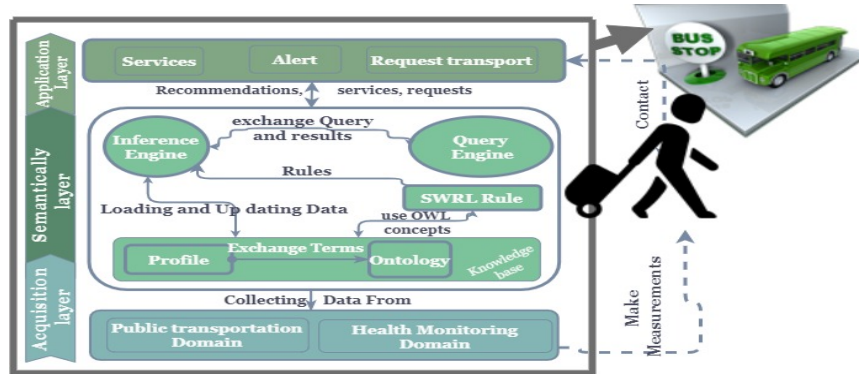 Application
Layer
Services
Alert
Request transport
Recommendations,
services, requests
BUS
STOP
Contact
Semantically
layer
Inference
Engine
exchange Query
and results
Query
Engine
Rules
SWRL Rule
Loading and Up dating Data
use OWL
concepts
Exchange Terms
Profile
Ontology
Knowledge
base
Acquisition
layer
Collecting
Data From
Public transportation
Domain
Health Monitoring
Domain
Make
Measurements